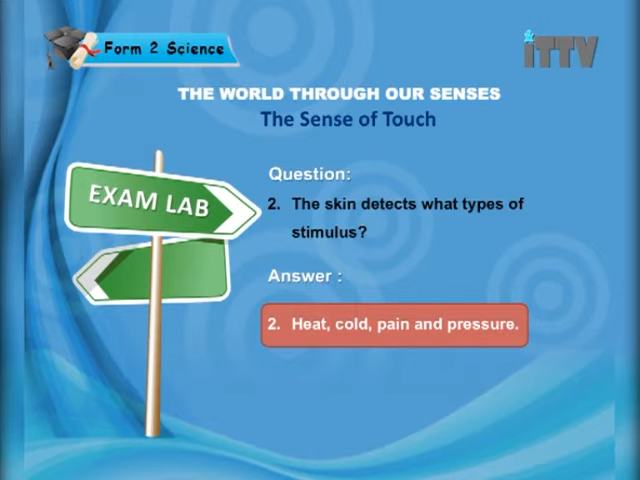 Form 2 Science
iTTV
THE WORLD THROUGH OUR SENSES
The Sense of Touch
EXAM LAB
Question:
2. The skin detects what types of
stimulus?
Answer :
2. Heat, cold, pain and pressure.